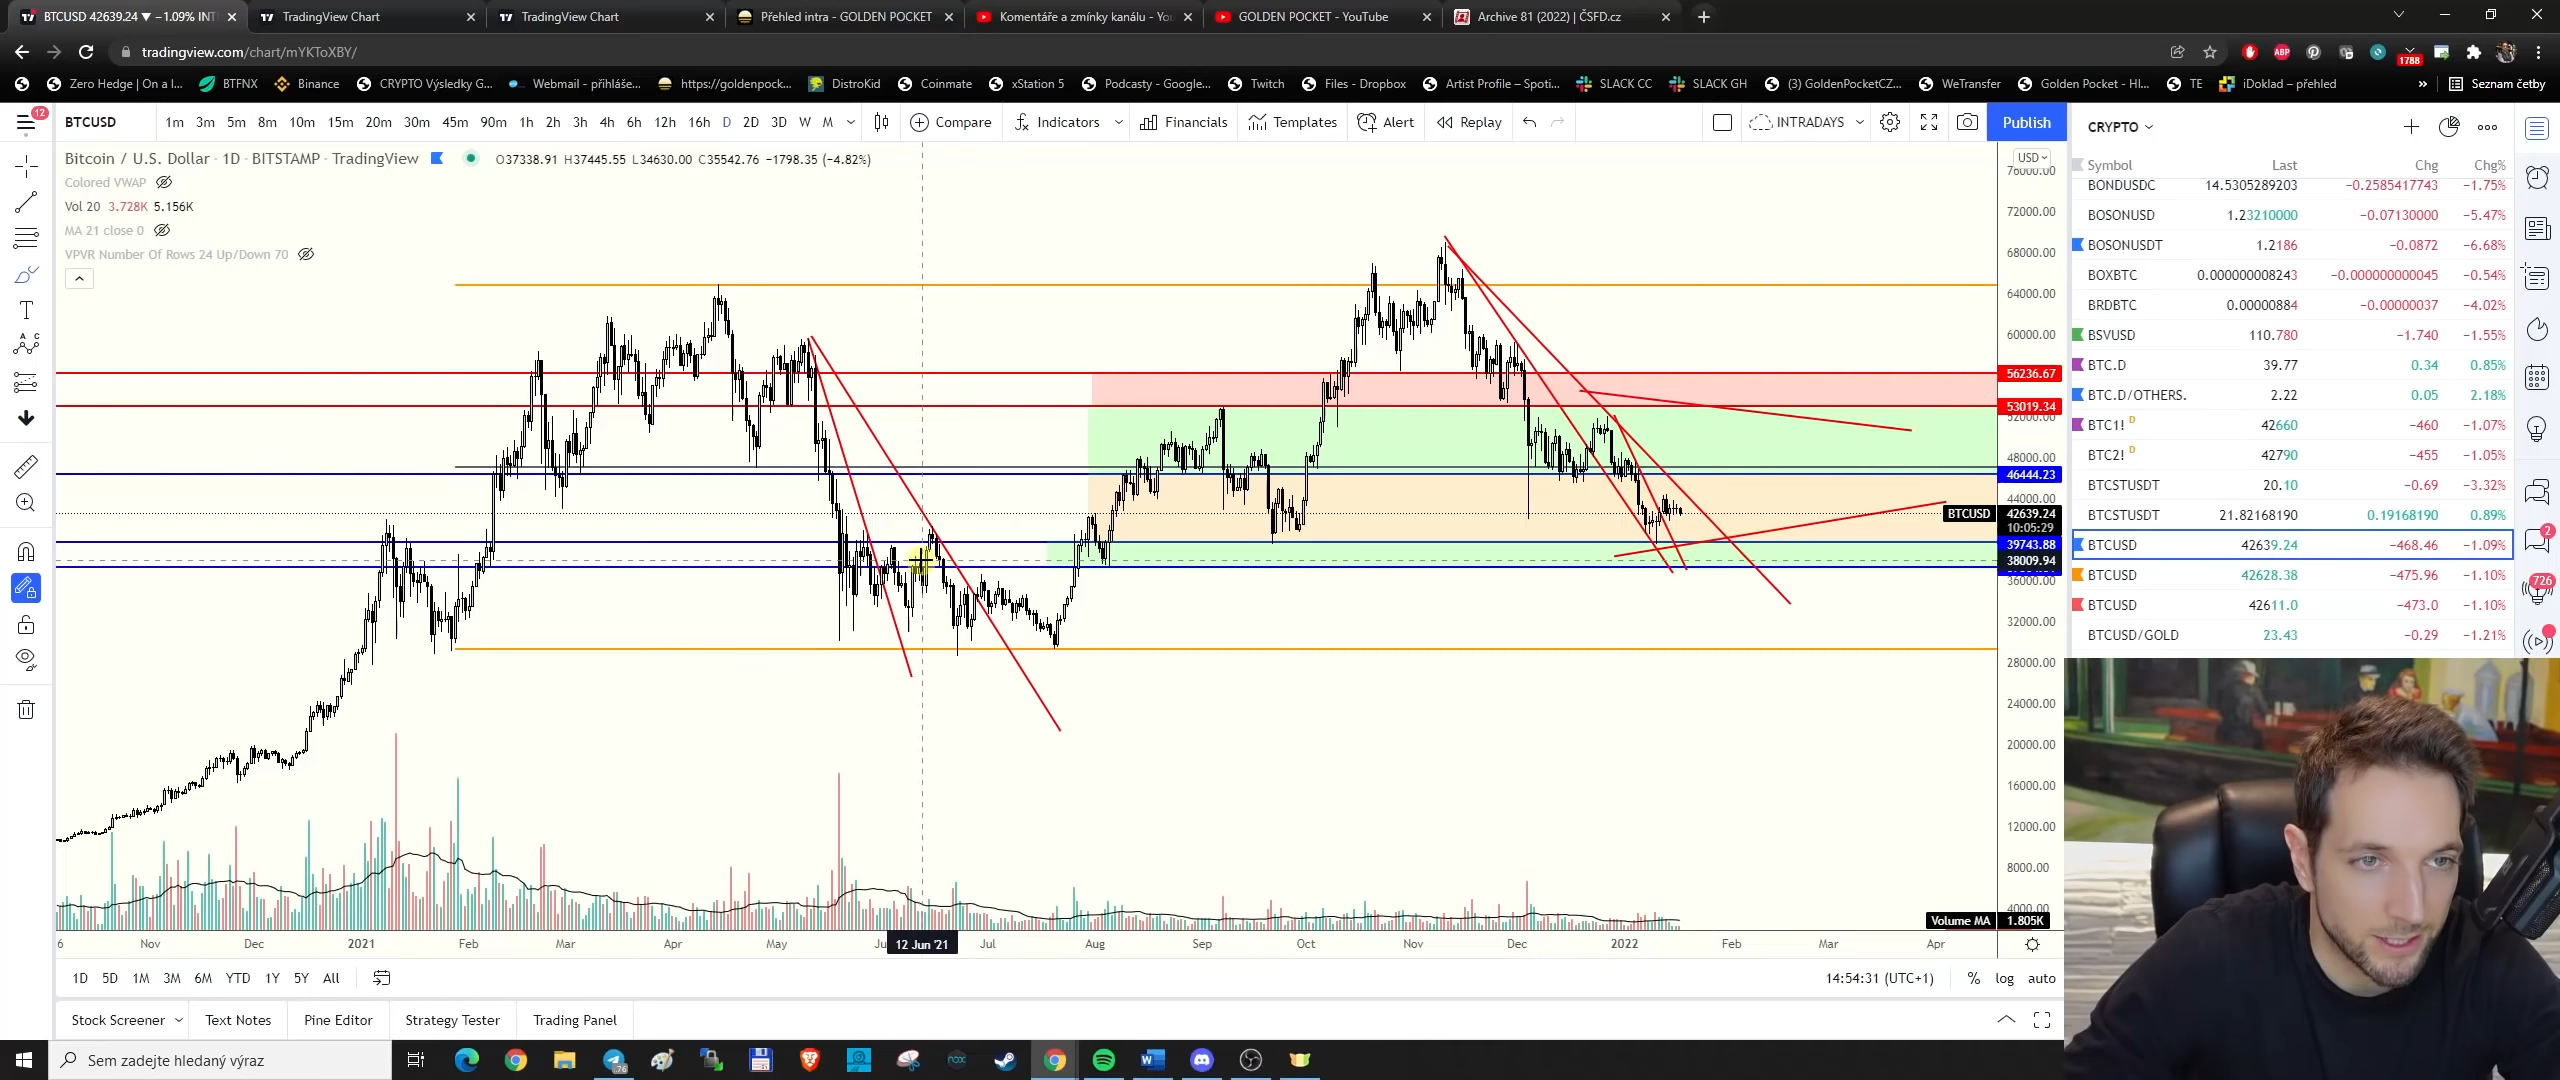 BTCUSD 42639.24 ▼ −1.09% INT
TradingView Chart
TradingView Chart
Přehled intra - GOLDEN POCKET
Komentáře a zmínky kanálu - Yo
GOLDEN POCKET - YouTube
Archive 81 (2022) | ČSFD.cz
tradingview.com/chart/mYKToXBY/
ABP
1788
Zero Hedge | On a l...
BTFNX
Binance
CRYPTO Výsledky G...
Webmail - přihláše...
https://goldenpock...
DistroKid
Coinmate
xStation 5
Podcasty - Google...
Twitch
Files - Dropbox
Artist Profile – Spoti...
SLACK CC
SLACK GH
(3) GoldenPocketCZ...
WeTransfer
Golden Pocket - Hl...
TE
iDoklad – přehled
»
Seznam četby
12
BTCUSD
1m 3m 5m 8m 10m 15m 20m 30m 45m 90m 1h 2h 3h 4h 6h 12h 16h D 2D 3D W M
Compare
Indicators
Financials
Templates
Alert
Replay
INTRADAYS
Publish
CRYPTO
Bitcoin / U.S. Dollar · 1D · BITSTAMP · TradingView
O37338.91 H37445.55 L34630.00 C35542.76 −1798.35 (−4.82%)
Colored VWAP
Vol 20 3.728K 5.156K
MA 21 close 0
VPVR Number Of Rows 24 Up/Down 70
USD
76000.00
72000.00
68000.00
64000.00
60000.00
56236.67
53019.34
52000.00
48000.00
46444.23
44000.00
BTCUSD 42639.24
10:05:29
39743.88
38009.94
36000.00
32000.00
28000.00
24000.00
20000.00
16000.00
12000.00
8000.00
4000.00
Volume MA 1.805K
6 Nov Dec 2021 Feb Mar Apr May Ju 12 Jun '21 Jul Aug Sep Oct Nov Dec 2022 Feb Mar Apr
1D 5D 1M 3M 6M YTD 1Y 5Y All
14:54:31 (UTC+1) % log auto
Stock Screener
Text Notes
Pine Editor
Strategy Tester
Trading Panel
Symbol Last Chg Chg%
BONDUSDC 14.5305289203 −0.2585417743 −1.75%
BOSONUSD 1.23210000 −0.07130000 −5.47%
BOSONUSDT 1.2186 −0.0872 −6.68%
BOXBTC 0.000000008243 −0.000000000045 −0.54%
BRDBTC 0.00000884 −0.00000037 −4.02%
BSVUSD 110.780 −1.740 −1.55%
BTC.D 39.77 0.34 0.85%
BTC.D/OTHERS. 2.22 0.05 2.18%
BTC1! D 42660 −460 −1.07%
BTC2! D 42790 −455 −1.05%
BTCSTUSDT 20.10 −0.69 −3.32%
BTCSTUSDT 21.82168190 0.19168190 0.89%
BTCUSD 42639.24 −468.46 −1.09%
BTCUSD 42628.38 −475.96 −1.10%
BTCUSD 42611.0 −473.0 −1.10%
BTCUSD/GOLD 23.43 −0.29 −1.21%
2
726
Sem zadejte hledaný výraz
76